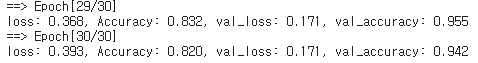 ==> Epoch[29/30]
loss: 0.368, Accuracy: 0.832, val_loss: 0.171, val_accuracy: 0.955
==> Epoch[30/30]
loss: 0.393, Accuracy: 0.820, val_loss: 0.171, val_accuracy: 0.942